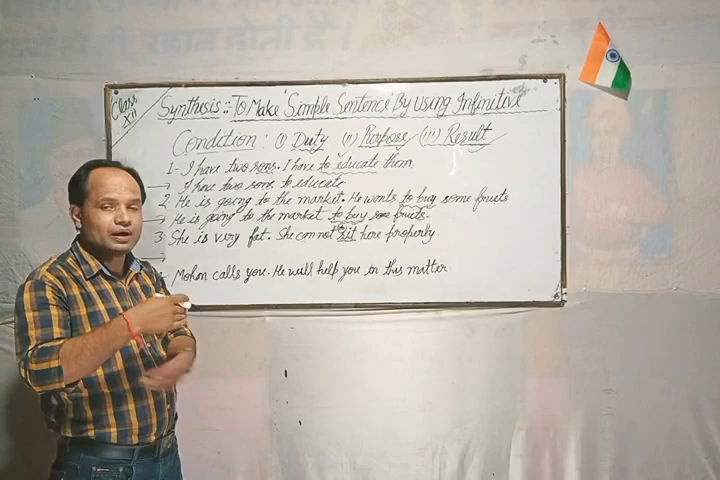 Class XII
Synthesis :: To Make 'Simple Sentence' By Using Infinitive
Condition : (i) Duty (ii) Perpose (iii) Result
1- I have two sons. I have to educate them.
→ I have two sons to educate
2. He is going to the market. He wants to buy some fruits
→ He is going to the market to buy some fruits.
3. She is very fat. She can not sit here properly.
→
Mohan calls you. He will help you in this matter